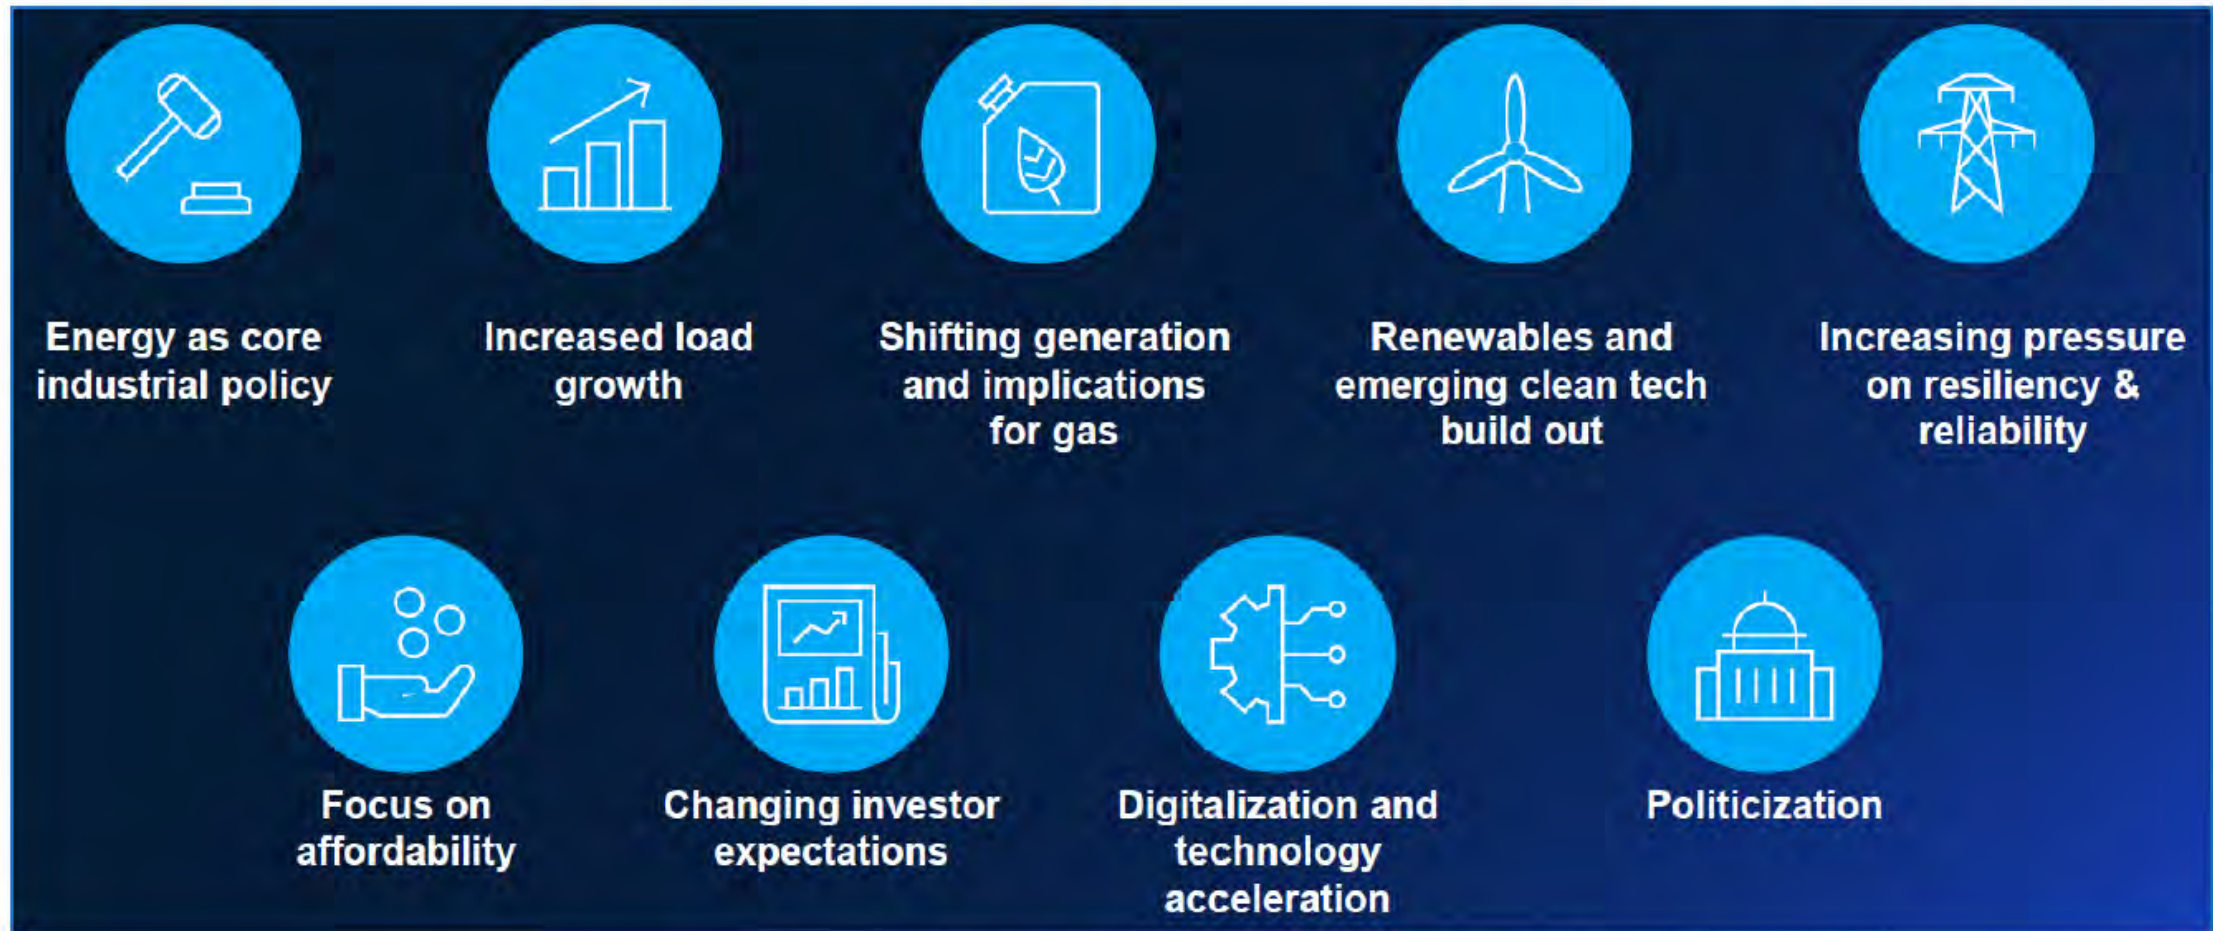 Energy as core
industrial policy
Increased load
growth
Shifting generation
and implications
for gas
Renewables and
emerging clean tech
build out
Increasing pressure
on resiliency &
reliability
Focus on
affordability
Changing investor
expectations
Digitalization and
technology
acceleration
Politicization